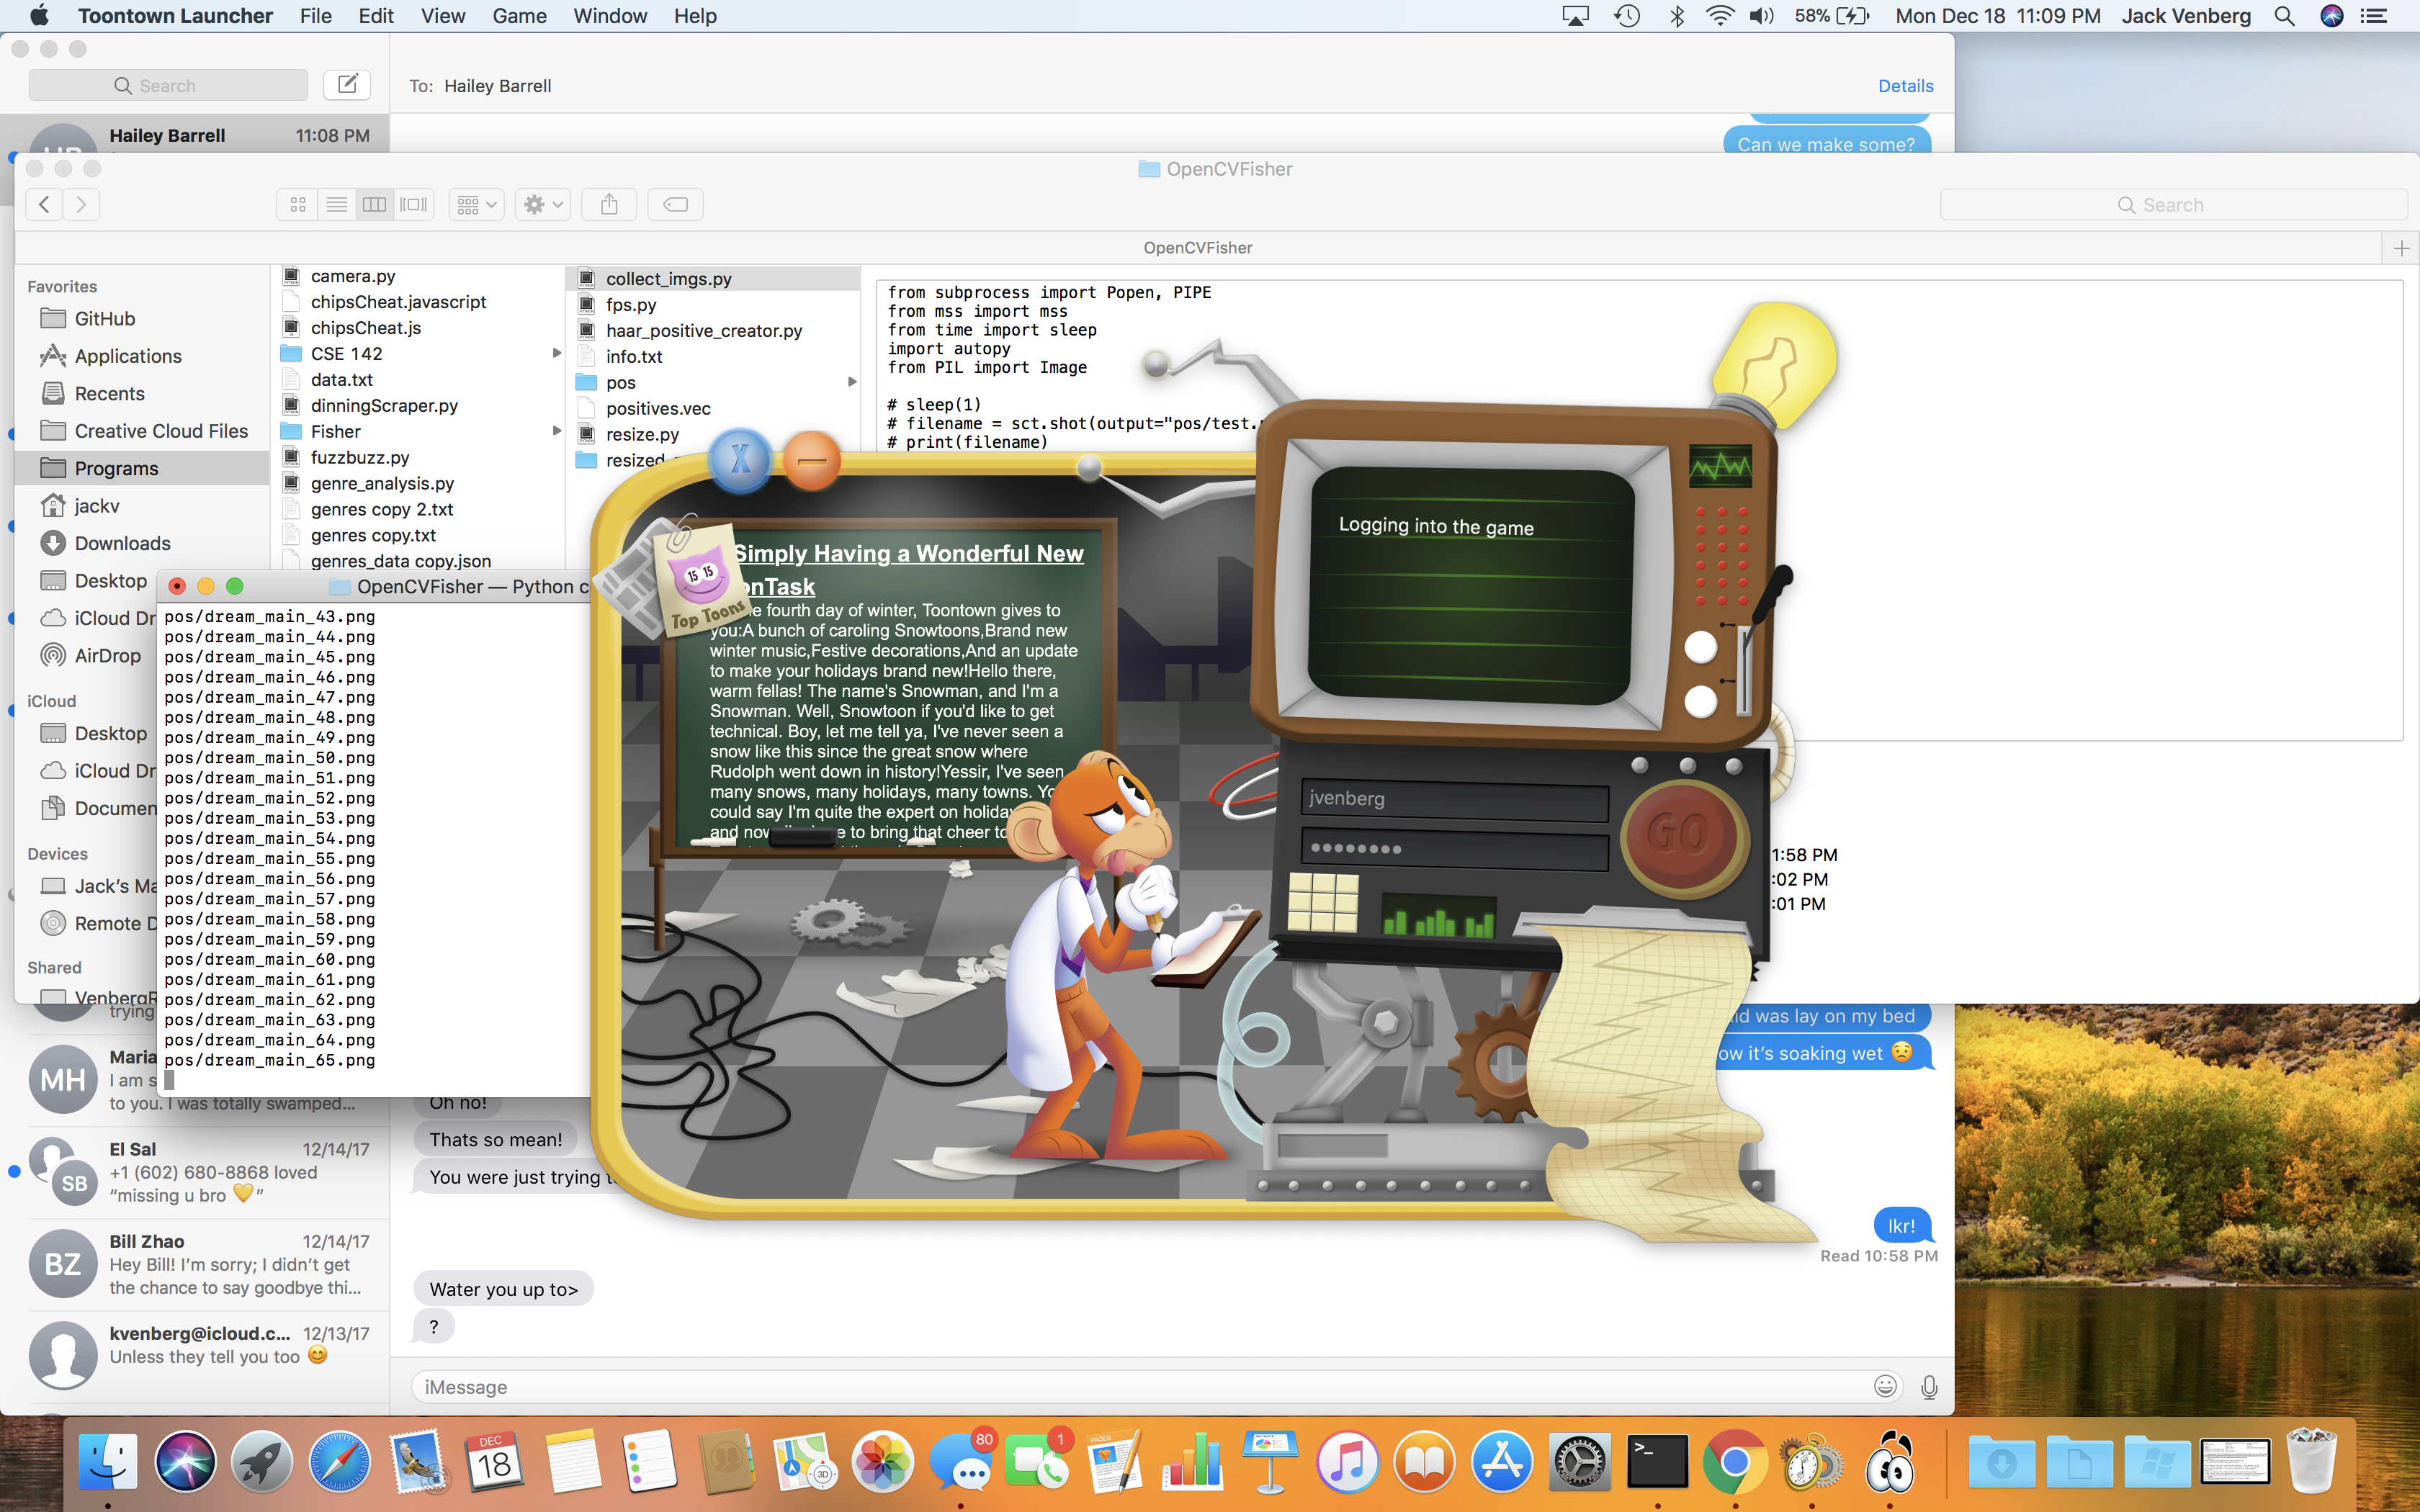 Toontown Launcher File Edit View Game Window Help
58% Mon Dec 18 11:09 PM Jack Venberg
Search
To: Hailey Barrell
Details
Hailey Barrell 11:08 PM
Can we make some?
OpenCVFisher
Search
OpenCVFisher
Favorites
GitHub
Applications
Recents
Creative Cloud Files
Programs
jackv
Downloads
Desktop
iCloud Dr
AirDrop
iCloud
Desktop
iCloud Dr
Documen
Devices
Jack's Ma
Remote D
Shared
VenbergR
camera.py
chipsCheat.javascript
chipsCheat.js
CSE 142
data.txt
dinningScraper.py
Fisher
fuzzbuzz.py
genre_analysis.py
genres copy 2.txt
genres copy.txt
genres_data copy.json
collect_imgs.py
fps.py
haar_positive_creator.py
info.txt
pos
positives.vec
resize.py
resized
from subprocess import Popen, PIPE
from mss import mss
from time import sleep
import autopy
from PIL import Image
# sleep(1)
# filename = sct.shot(output="pos/test.
# print(filename)
1:58 PM
:02 PM
:01 PM
OpenCVFisher — Python c
pos/dream_main_43.png
pos/dream_main_44.png
pos/dream_main_45.png
pos/dream_main_46.png
pos/dream_main_47.png
pos/dream_main_48.png
pos/dream_main_49.png
pos/dream_main_50.png
pos/dream_main_51.png
pos/dream_main_52.png
pos/dream_main_53.png
pos/dream_main_54.png
pos/dream_main_55.png
pos/dream_main_56.png
pos/dream_main_57.png
pos/dream_main_58.png
pos/dream_main_59.png
pos/dream_main_60.png
pos/dream_main_61.png
pos/dream_main_62.png
pos/dream_main_63.png
pos/dream_main_64.png
pos/dream_main_65.png
X
15 15
Top Toons
Simply Having a Wonderful New
onTask
e fourth day of winter, Toontown gives to
you:A bunch of caroling Snowtoons,Brand new
winter music,Festive decorations,And an update
to make your holidays brand new!Hello there,
warm fellas! The name's Snowman, and I'm a
Snowman. Well, Snowtoon if you'd like to get
technical. Boy, let me tell ya, I've never seen a
snow like this since the great snow where
Rudolph went down in history!Yessir, I've seen
many snows, many holidays, many towns. Yo
could say I'm quite the expert on holiday
and now e to bring that cheer to
Logging into the game
jvenberg
GO
trying
Maria
MH
I am s
to you. I was totally swamped...
El Sal 12/14/17
SB
+1 (602) 680-8868 loved
“missing u bro 💛”
Bill Zhao 12/14/17
BZ
Hey Bill! I'm sorry; I didn't get
the chance to say goodbye thi...
kvenberg@icloud.c... 12/13/17
Unless they tell you too 😊
ld was lay on my bed
ow it's soaking wet 😟
Oh no!
Thats so mean!
You were just trying t
Ikr!
Read 10:58 PM
Water you up to>
?
iMessage
DEC
18
3D
80
1
PAGES
>_